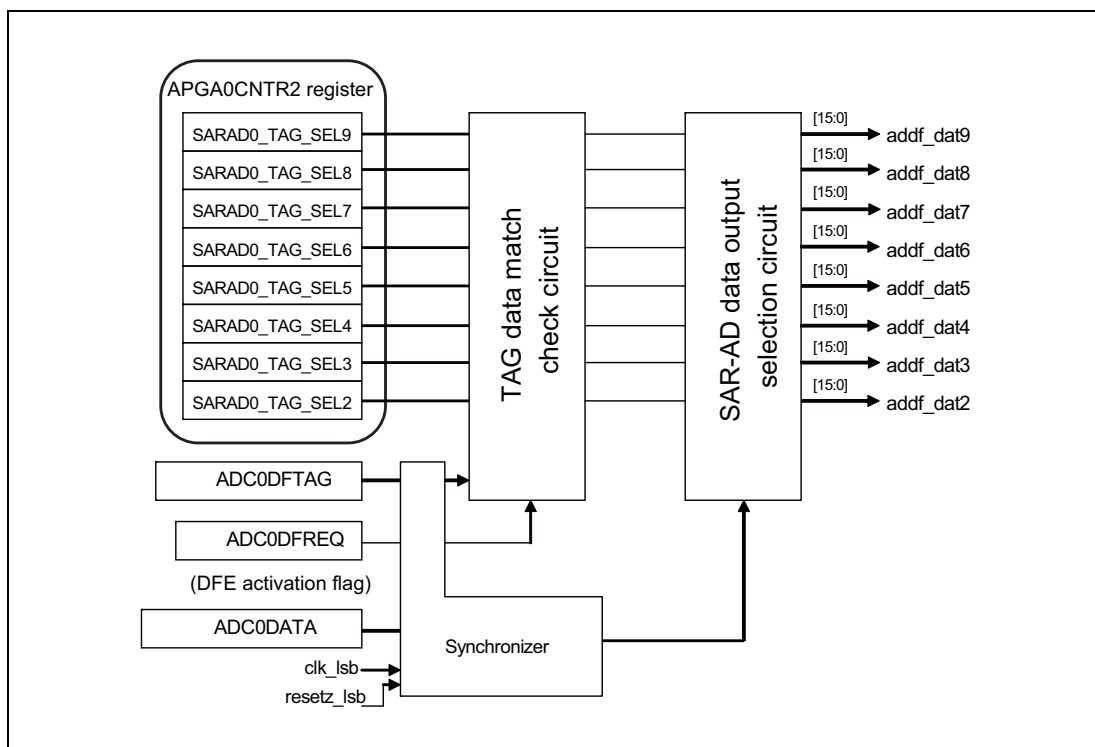 APGA0CNTR2 register
SARAD0_TAG_SEL9
SARAD0_TAG_SEL8
SARAD0_TAG_SEL7
SARAD0_TAG_SEL6
SARAD0_TAG_SEL5
SARAD0_TAG_SEL4
SARAD0_TAG_SEL3
SARAD0_TAG_SEL2
ADC0DFTAG
ADC0DFREQ
(DFE activation flag)
ADC0DATA
clk_lsb
resetz_lsb
Synchronizer
TAG data match
check circuit
SAR-AD data output
selection circuit
[15:0]
addf_dat9
[15:0]
addf_dat8
[15:0]
addf_dat7
[15:0]
addf_dat6
[15:0]
addf_dat5
[15:0]
addf_dat4
[15:0]
addf_dat3
[15:0]
addf_dat2